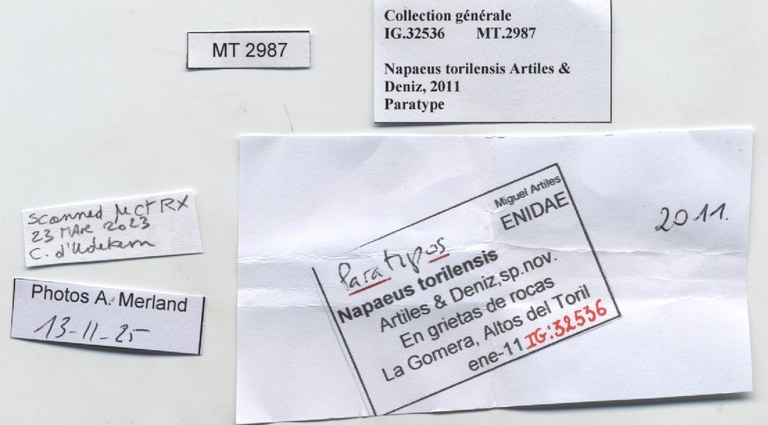 MT 2987
Collection générale
IG.32536 MT.2987
Napaeus torilensis Artiles &
Deniz, 2011
Paratype
Scanned µCT RX
23 MAR 2023
C. d'Udekem
Photos A. Merland
13-11-25
Miguel Artiles
ENIDAE
Paratypos
Napaeus torilensis
Artiles & Deniz,sp.nov.
En grietas de rocas
La Gomera, Altos del Toril
ene-11 IG:32536
2011.